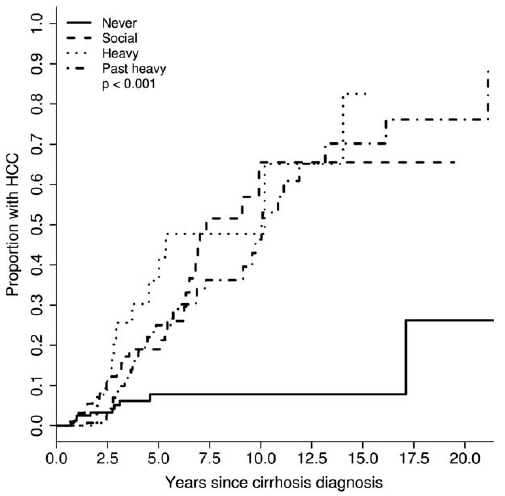 Never
Social
Heavy
Past heavy
p < 0.001
Proportion with HCC
1.0
0.9
0.8
0.7
0.6
0.5
0.4
0.3
0.2
0.1
0.0
0.0 2.5 5.0 7.5 10.0 12.5 15.0 17.5 20.0
Years since cirrhosis diagnosis